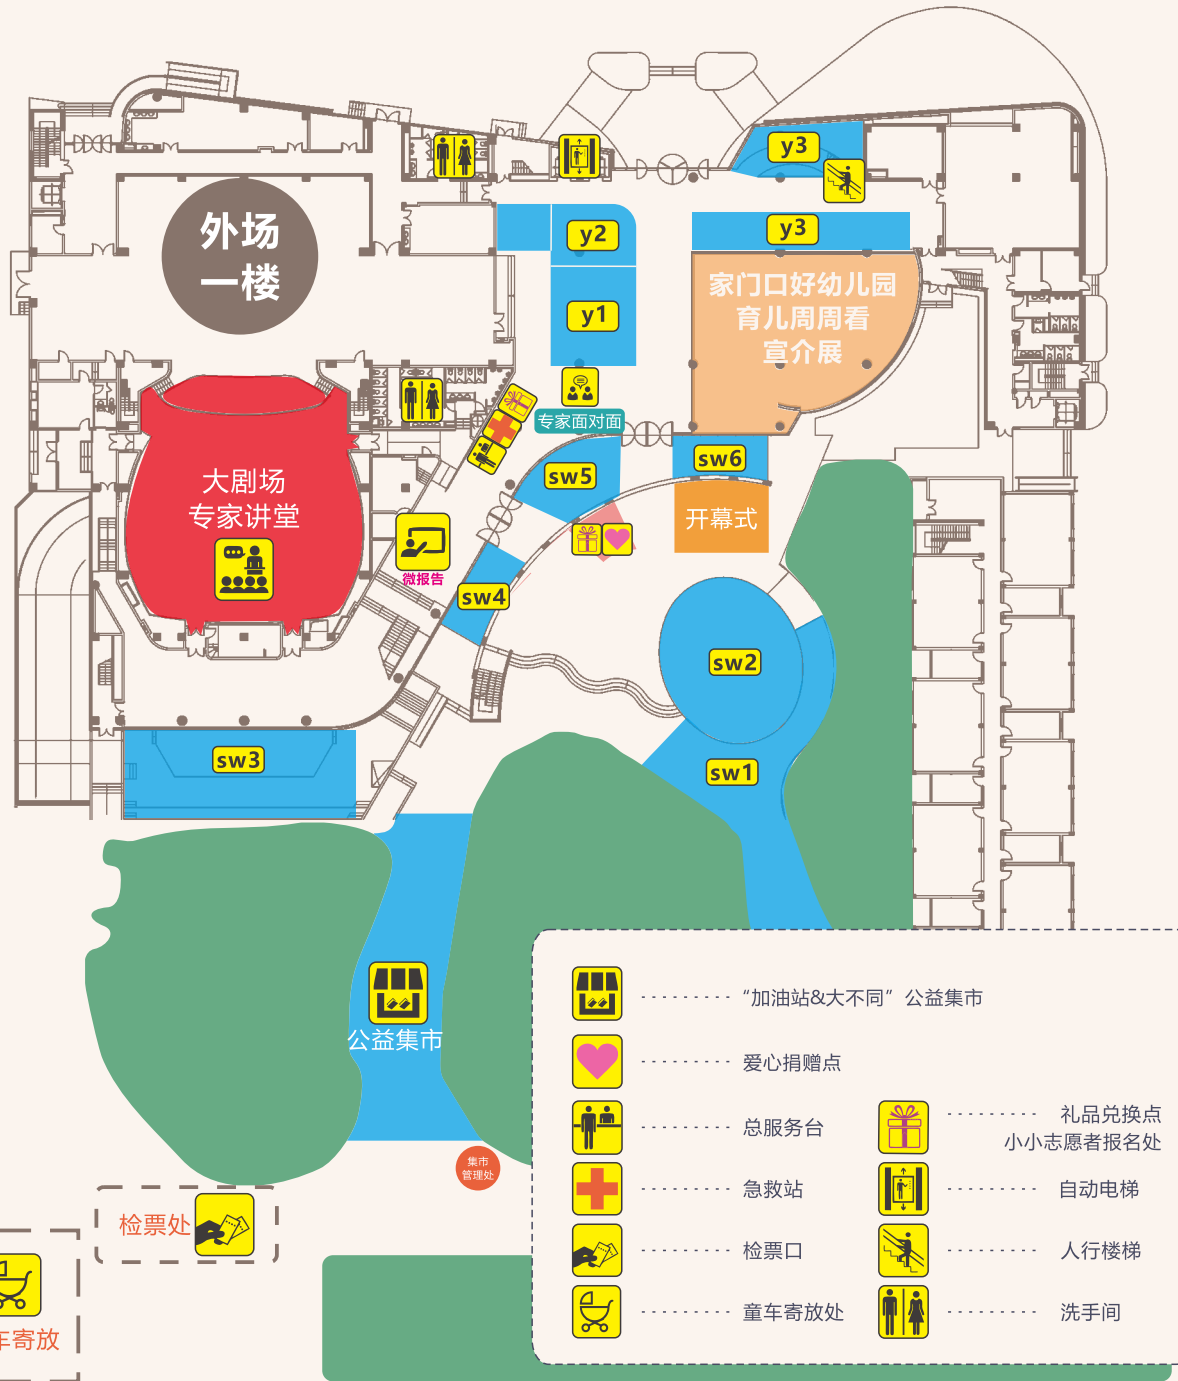 外场
一楼
y3
y3
y2
y1
家门口好幼儿园
育儿周周看
宣介展
专家面对面
sw5
sw6
开幕式
大剧场
专家讲堂
微报告
sw4
sw2
sw1
sw3
公益集市
集市
管理处
检票处
车寄放
“加油站&大不同”公益集市
爱心捐赠点
总服务台
礼品兑换点
小小志愿者报名处
急救站
自动电梯
检票口
人行楼梯
童车寄放处
洗手间